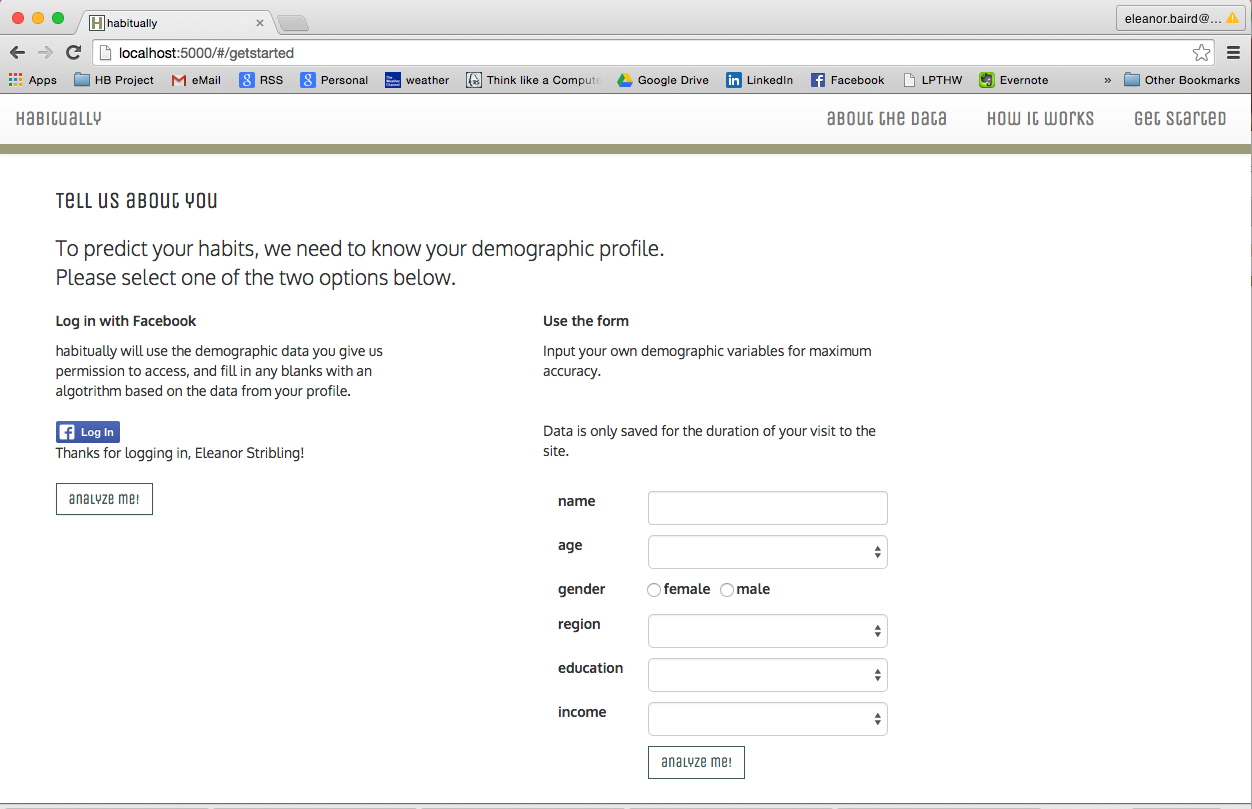 habitually
eleanor.baird@...
localhost:5000/#/getstarted
Apps HB Project eMail RSS Personal weather Think like a Compute Google Drive LinkedIn Facebook LPTHW Evernote » Other Bookmarks
habitually about the data how it works get started
tell us about you
To predict your habits, we need to know your demographic profile.
Please select one of the two options below.
Log in with Facebook
habitually will use the demographic data you give us
permission to access, and fill in any blanks with an
algotrithm based on the data from your profile.
Log In
Thanks for logging in, Eleanor Stribling!
analyze me!
Use the form
Input your own demographic variables for maximum
accuracy.
Data is only saved for the duration of your visit to the
site.
name
age
gender female male
region
education
income
analyze me!